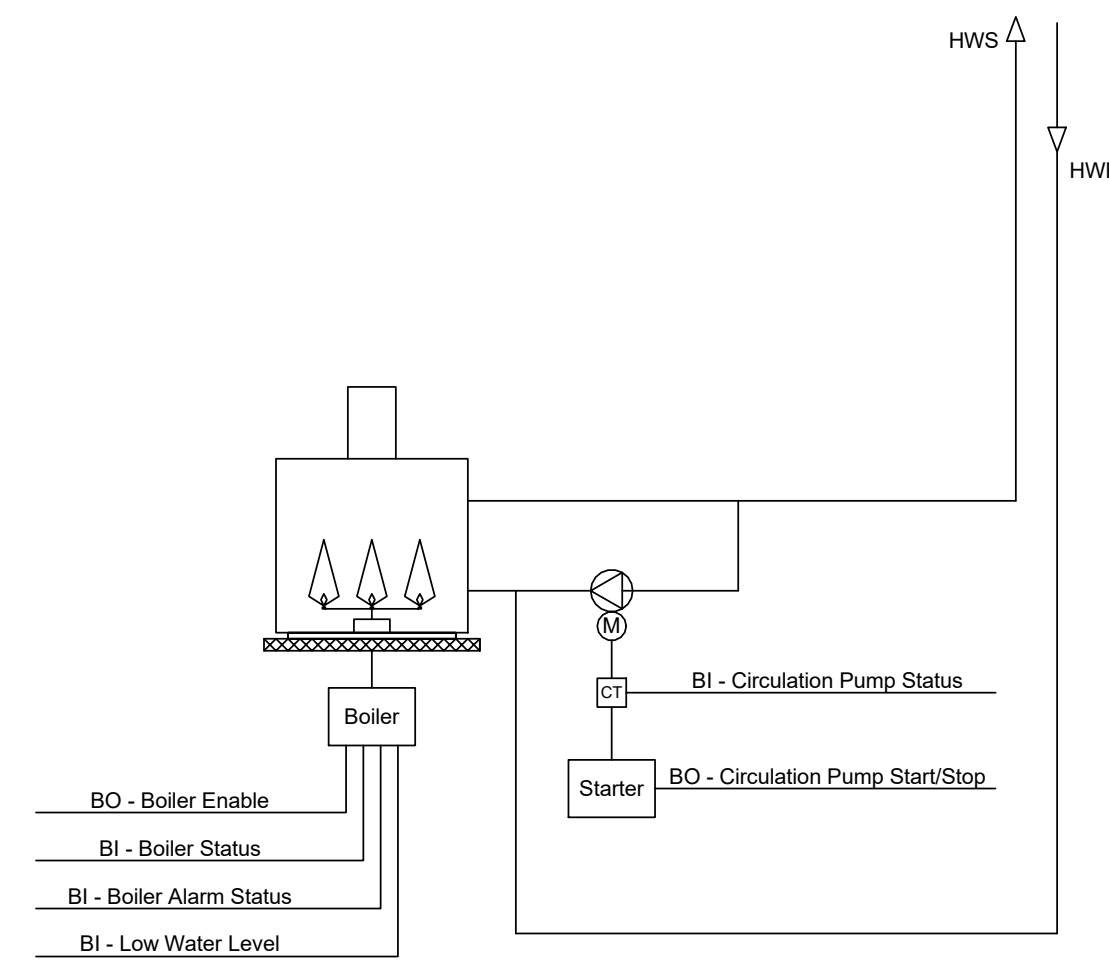 HWS
HW
M
CT
BI - Circulation Pump Status
Boiler
Starter
BO - Circulation Pump Start/Stop
BO - Boiler Enable
BI - Boiler Status
BI - Boiler Alarm Status
BI - Low Water Level